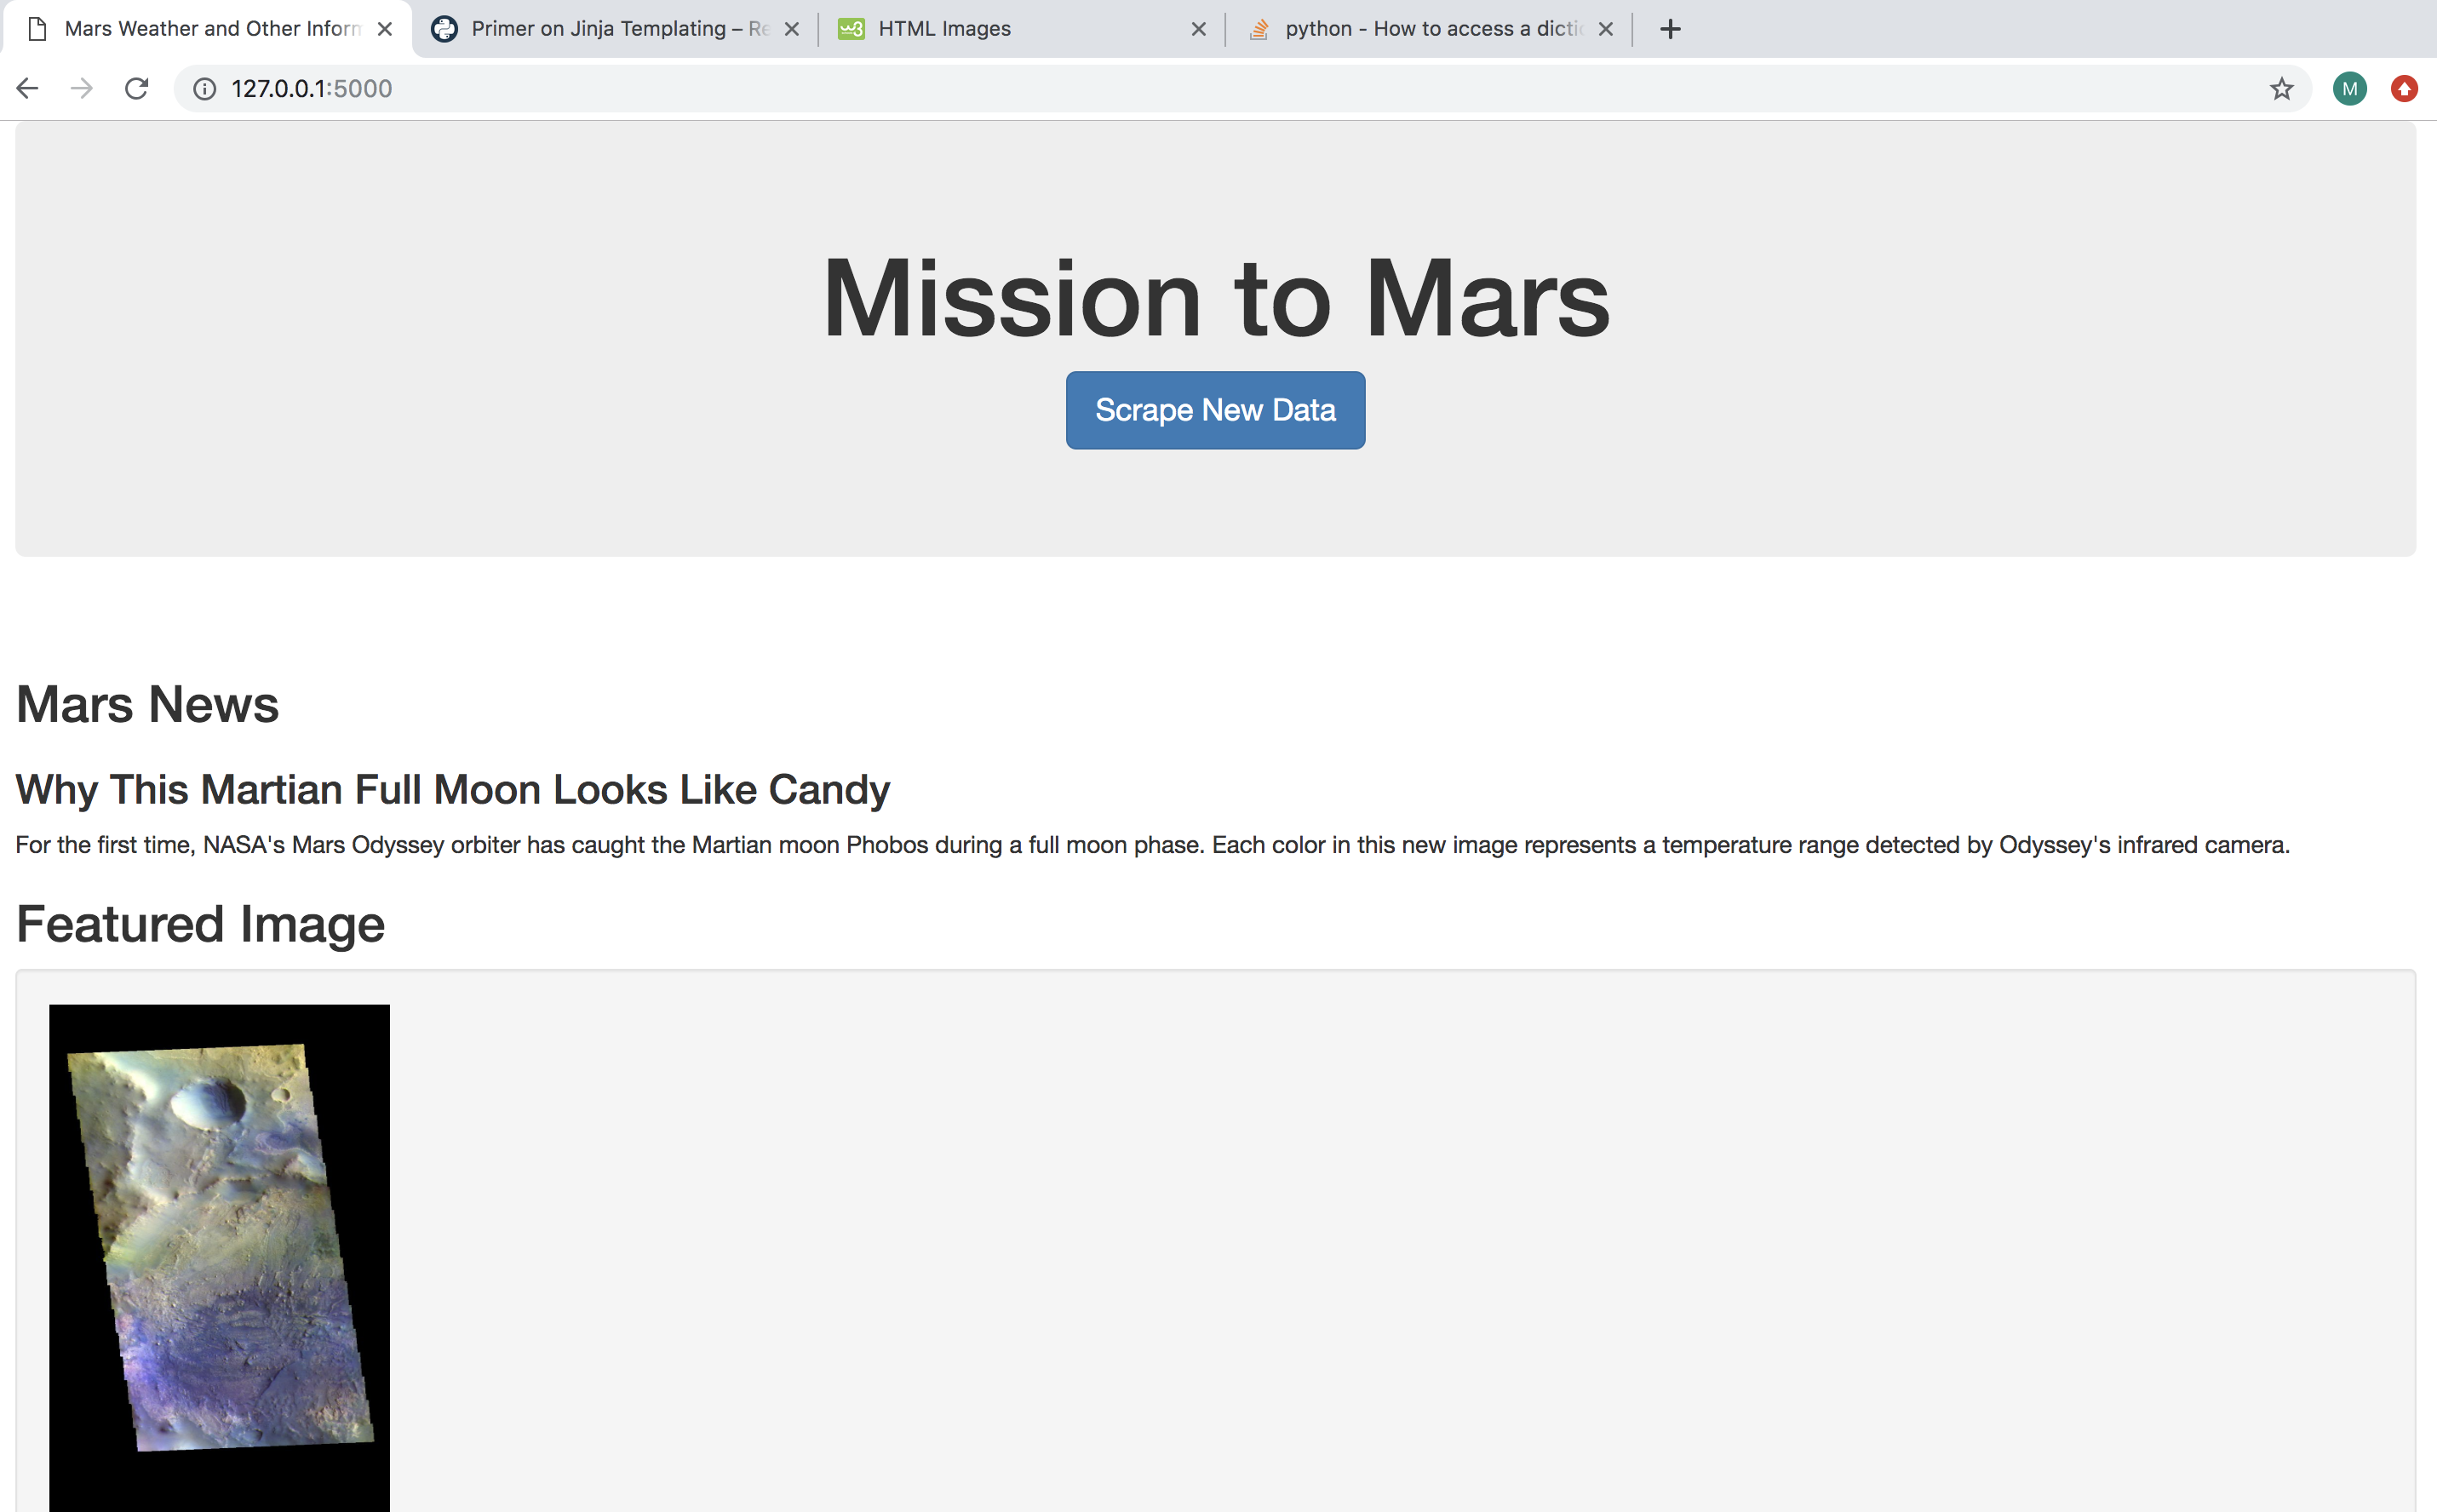 Mars Weather and Other Inform
Primer on Jinja Templating – Re
w3
HTML Images
python - How to access a dictio
127.0.0.1:5000
M
Mission to Mars
Scrape New Data
Mars News
Why This Martian Full Moon Looks Like Candy
For the first time, NASA's Mars Odyssey orbiter has caught the Martian moon Phobos during a full moon phase. Each color in this new image represents a temperature range detected by Odyssey's infrared camera.
Featured Image